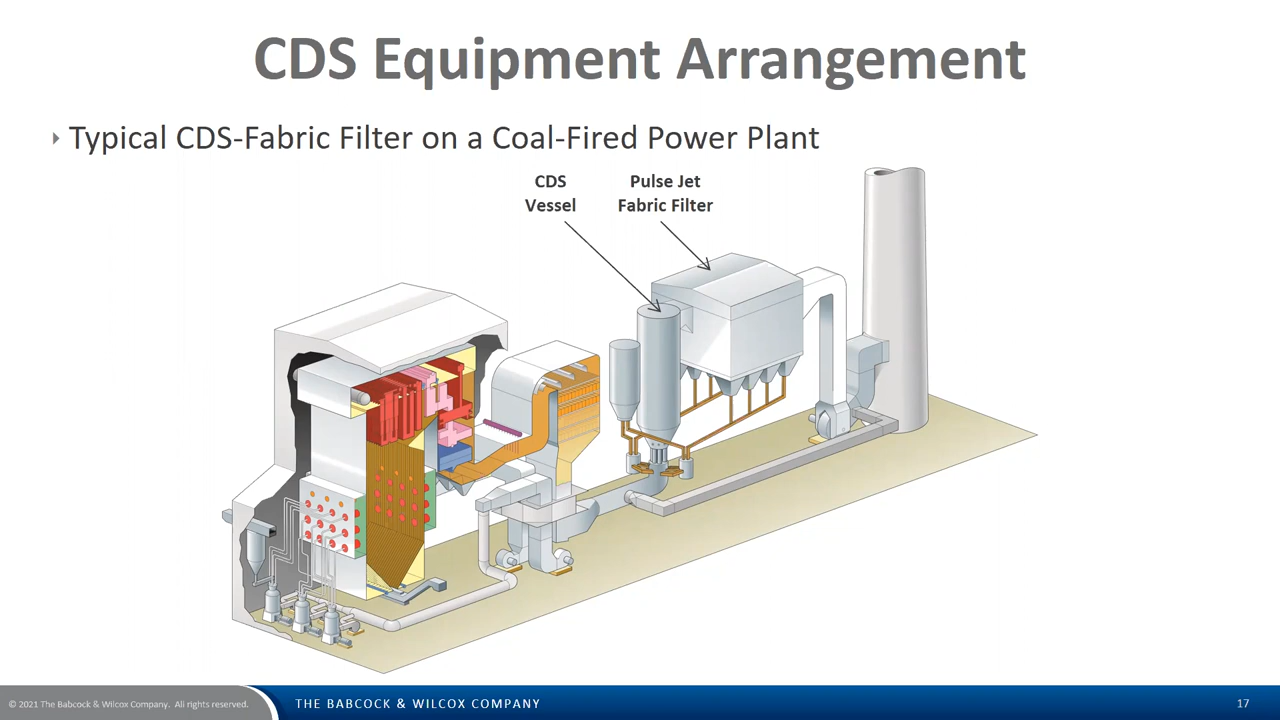 CDS Equipment Arrangement
Typical CDS-Fabric Filter on a Coal-Fired Power Plant
CDS
Vessel
Pulse Jet
Fabric Filter
© 2021 The Babcock & Wilcox Company. All rights reserved.
THE BABCOCK & WILCOX COMPANY
17